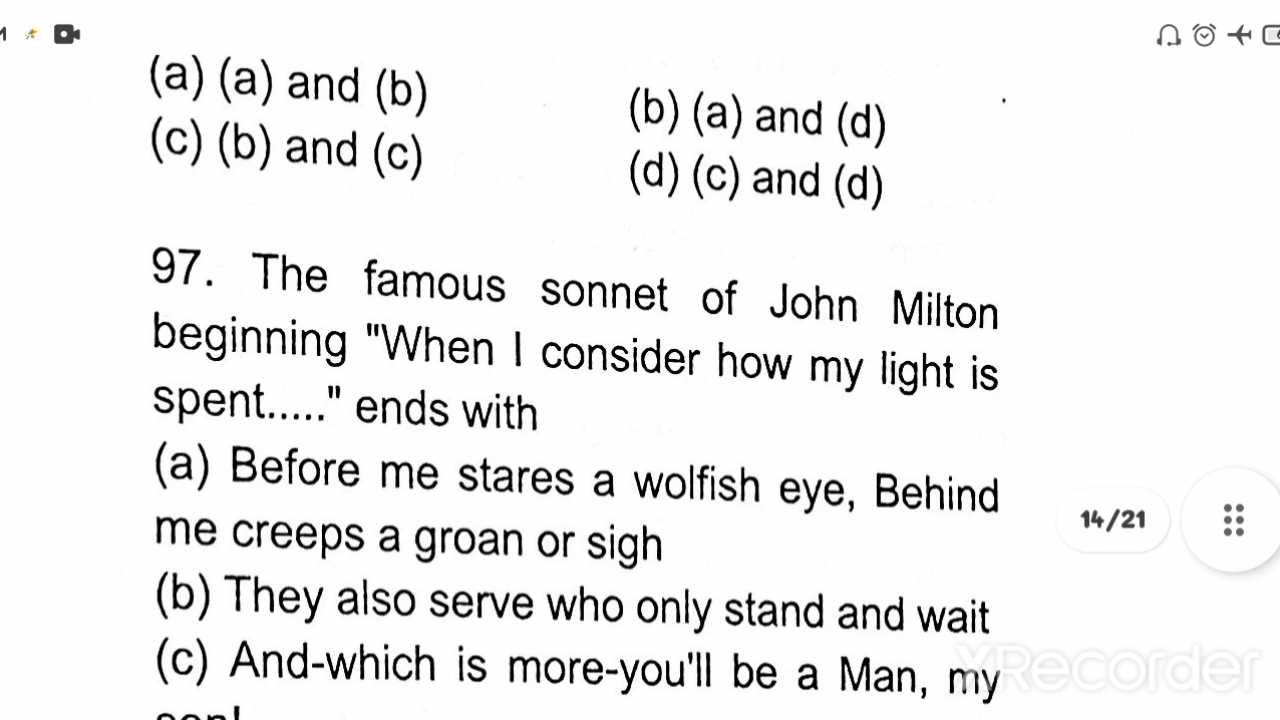 (a) (a) and (b)
(b) (a) and (d)
(c) (b) and (c)
(d) (c) and (d)
97. The famous sonnet of John Milton
beginning "When I consider how my light is
spent....." ends with
(a) Before me stares a wolfish eye, Behind
me creeps a groan or sigh
(b) They also serve who only stand and wait
(c) And-which is more-you'll be a Man, my
14/21
XRecorder